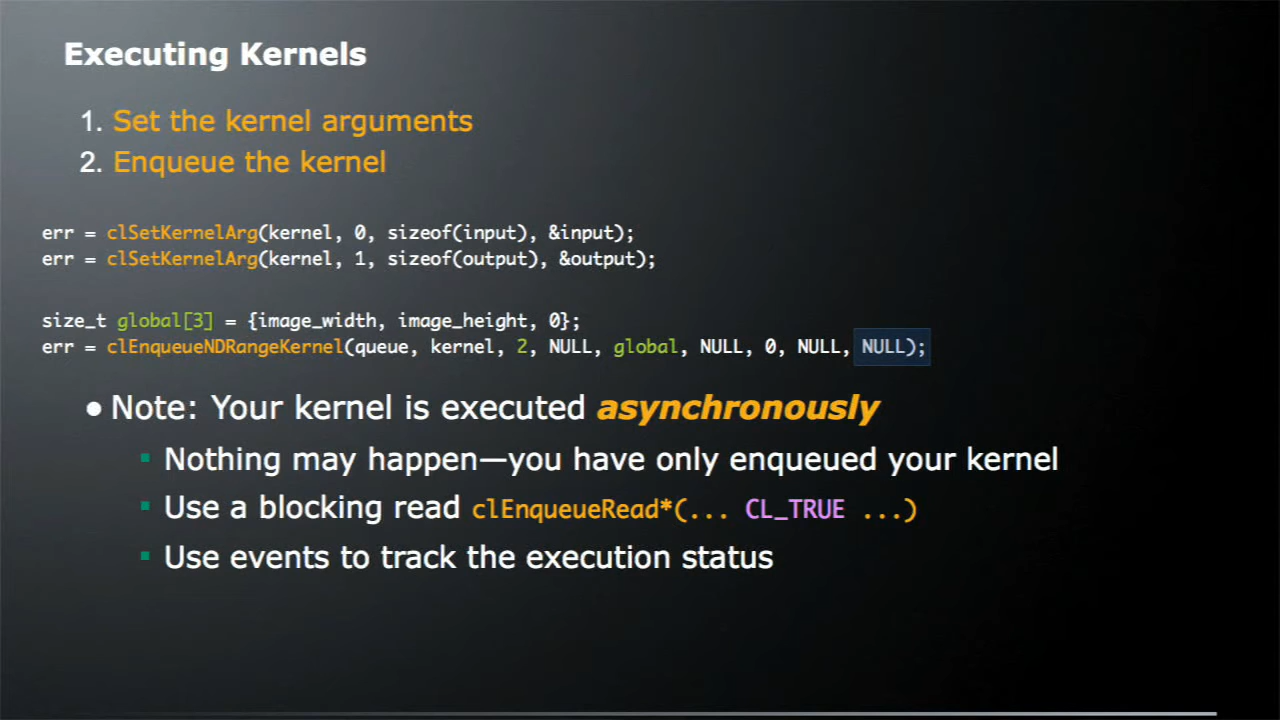 Executing Kernels
1. Set the kernel arguments
2. Enqueue the kernel
err = clSetKernelArg(kernel, 0, sizeof(input), &input);
err = clSetKernelArg(kernel, 1, sizeof(output), &output);
size_t global[3] = {image_width, image_height, 0};
err = clEnqueueNDRangeKernel(queue, kernel, 2, NULL, global, NULL, 0, NULL, NULL);
● Note: Your kernel is executed asynchronously
▪ Nothing may happen—you have only enqueued your kernel
▪ Use a blocking read clEnqueueRead*(... CL_TRUE ...)
▪ Use events to track the execution status